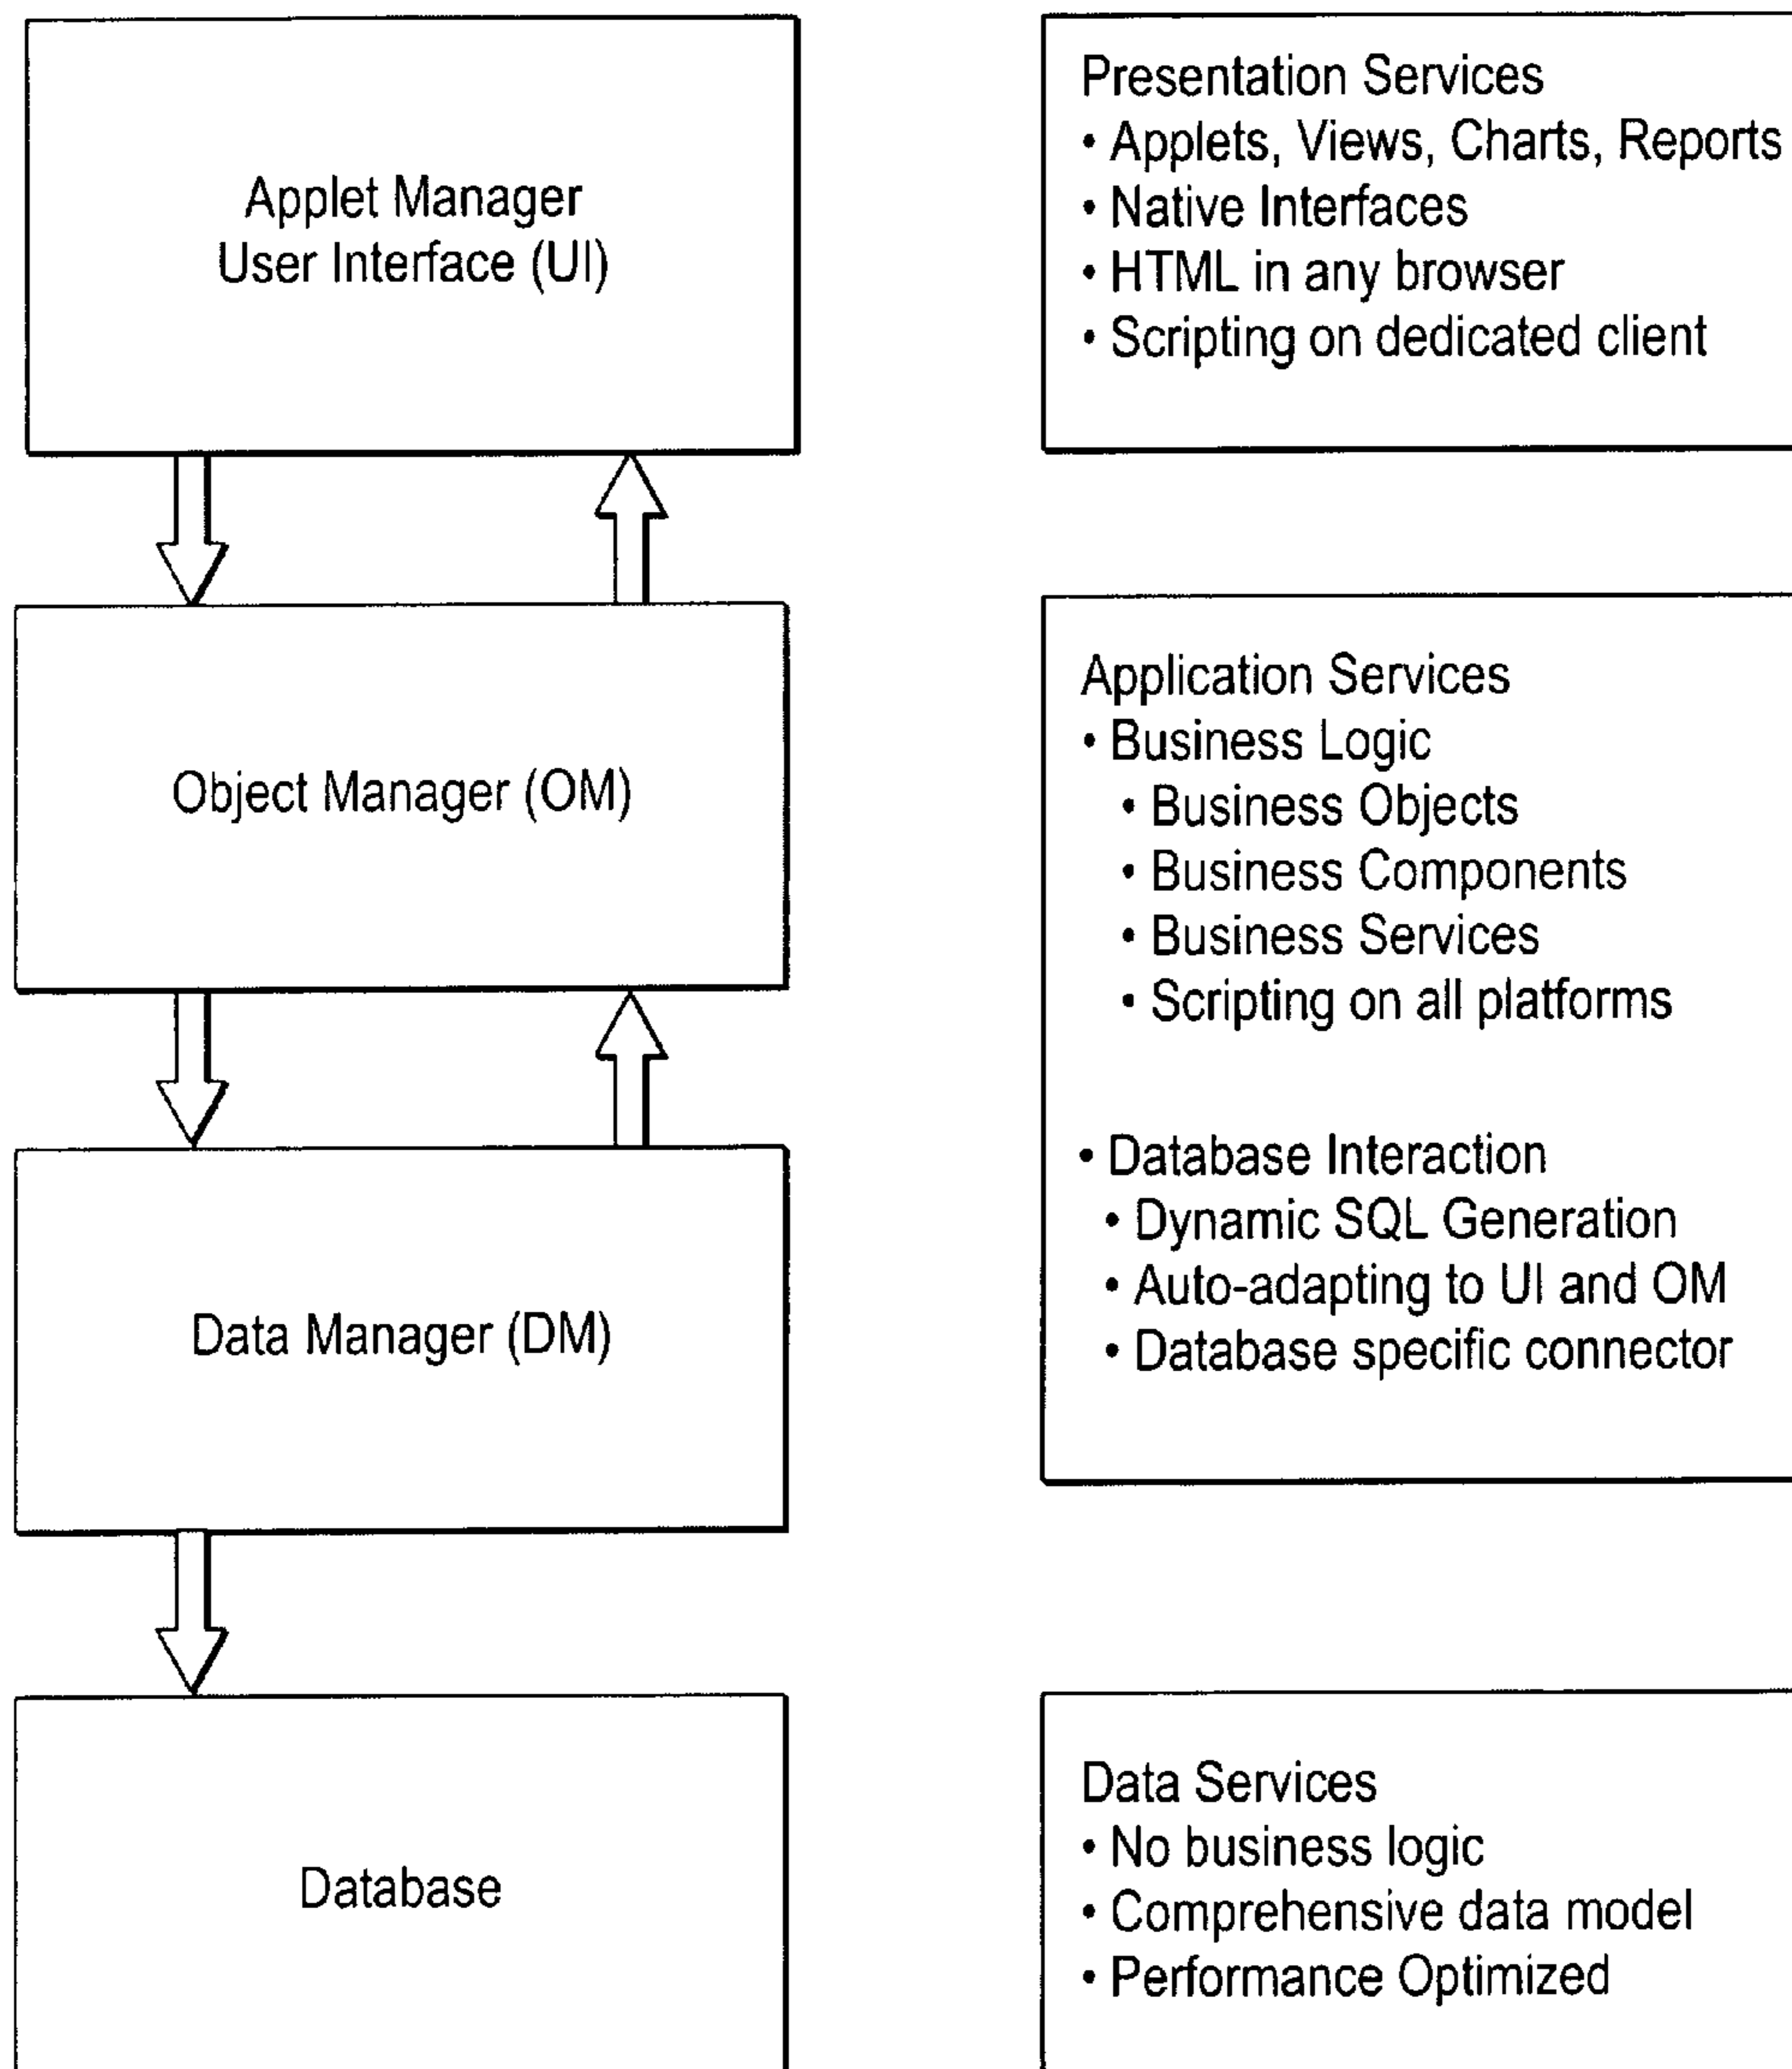 Applet Manager
User Interface (UI)
Presentation Services
• Applets, Views, Charts, Reports
• Native Interfaces
• HTML in any browser
• Scripting on dedicated client
Object Manager (OM)
Application Services
• Business Logic
• Business Objects
• Business Components
• Business Services
• Scripting on all platforms
Data Manager (DM)
• Database Interaction
• Dynamic SQL Generation
• Auto-adapting to UI and OM
• Database specific connector
Database
Data Services
• No business logic
• Comprehensive data model
• Performance Optimized